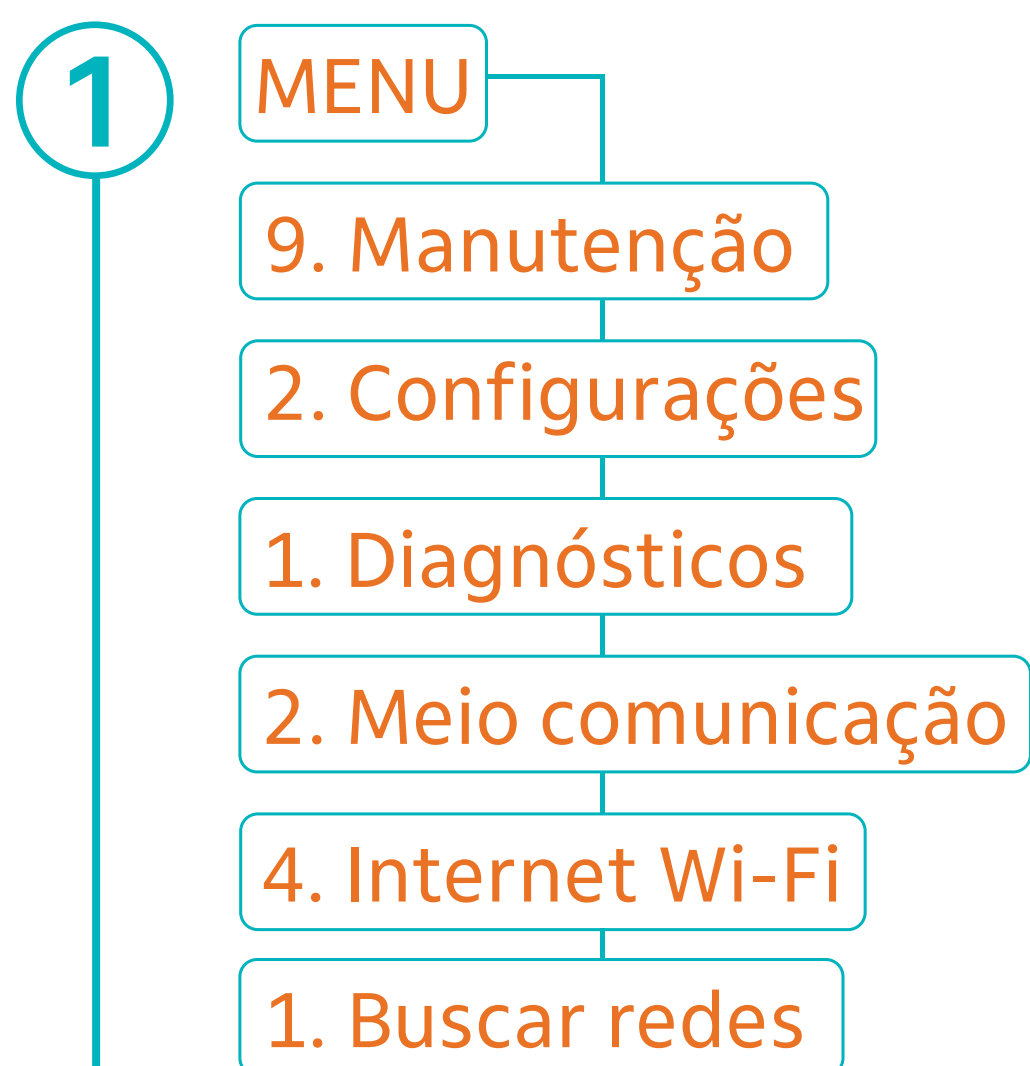 1
MENU
9. Manutenção
2. Configurações
1. Diagnósticos
2. Meio comunicação
4. Internet Wi-Fi
1. Buscar redes